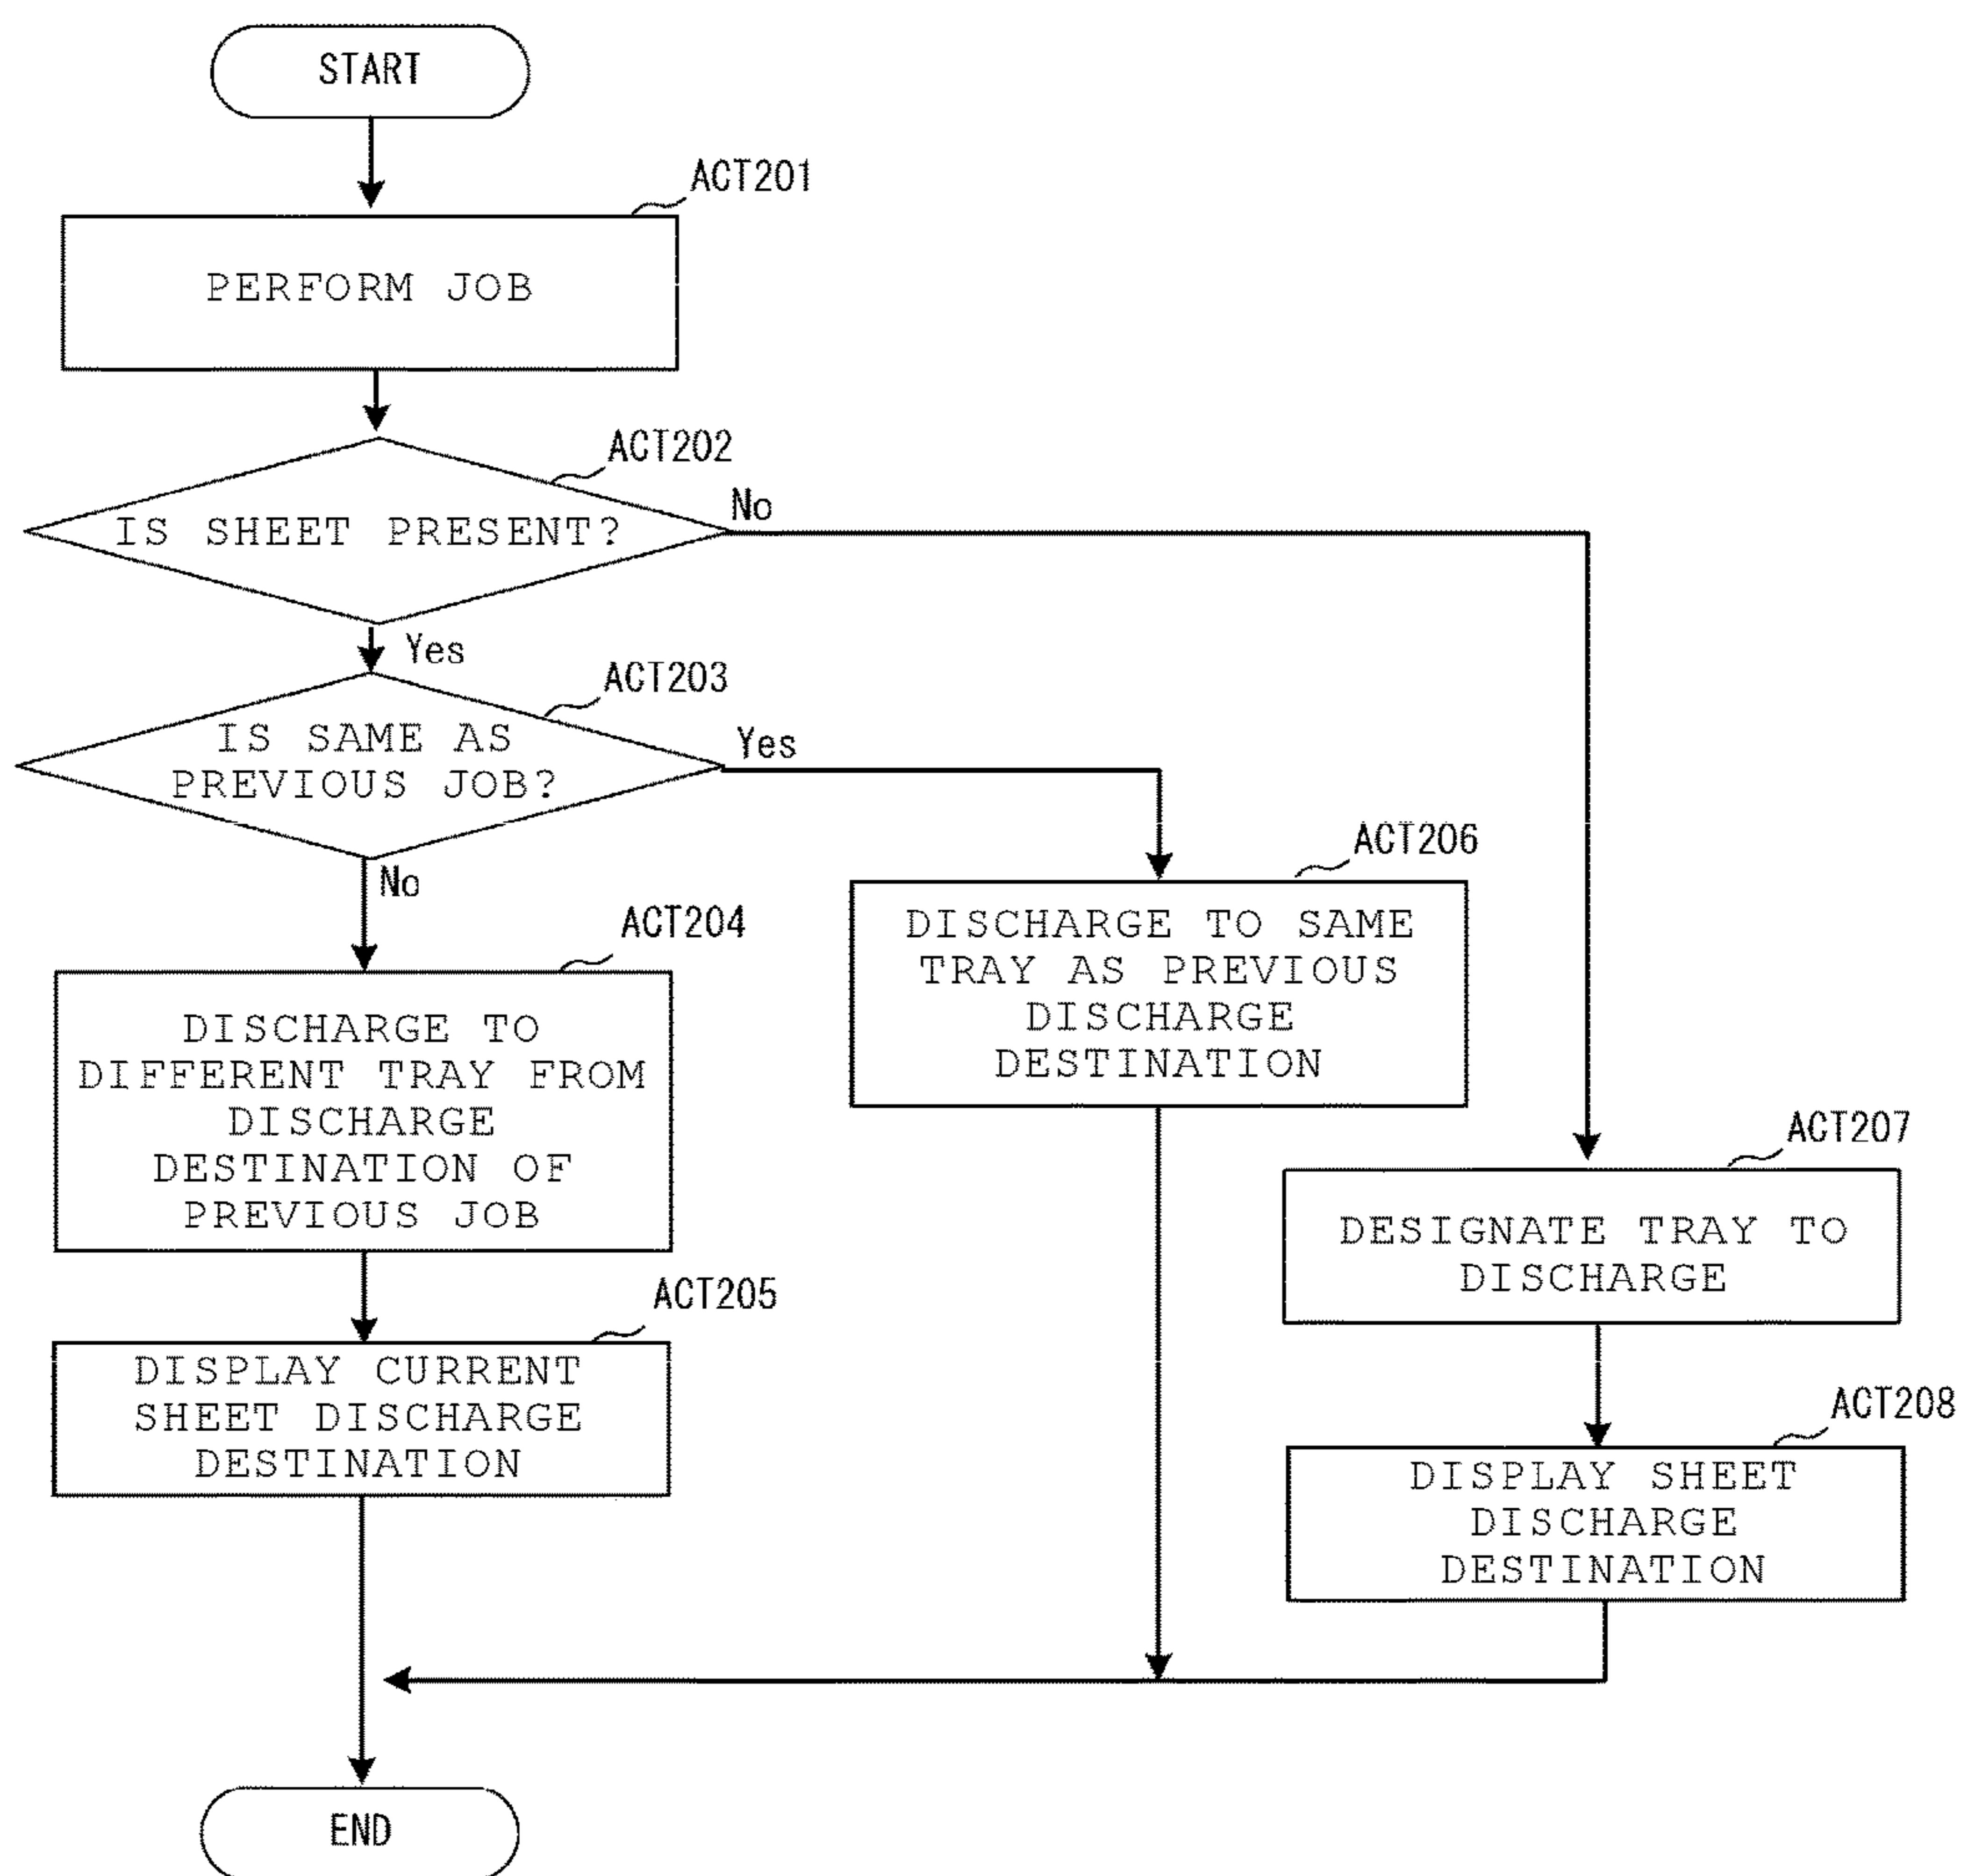 START
ACT201
PERFORM JOB
ACT202
IS SHEET PRESENT?
No
Yes
ACT203
IS SAME AS
PREVIOUS JOB?
Yes
No
ACT204
DISCHARGE TO
DIFFERENT TRAY FROM
DISCHARGE
DESTINATION OF
PREVIOUS JOB
ACT205
DISPLAY CURRENT
SHEET DISCHARGE
DESTINATION
ACT206
DISCHARGE TO SAME
TRAY AS PREVIOUS
DISCHARGE
DESTINATION
ACT207
DESIGNATE TRAY TO
DISCHARGE
ACT208
DISPLAY SHEET
DISCHARGE
DESTINATION
END